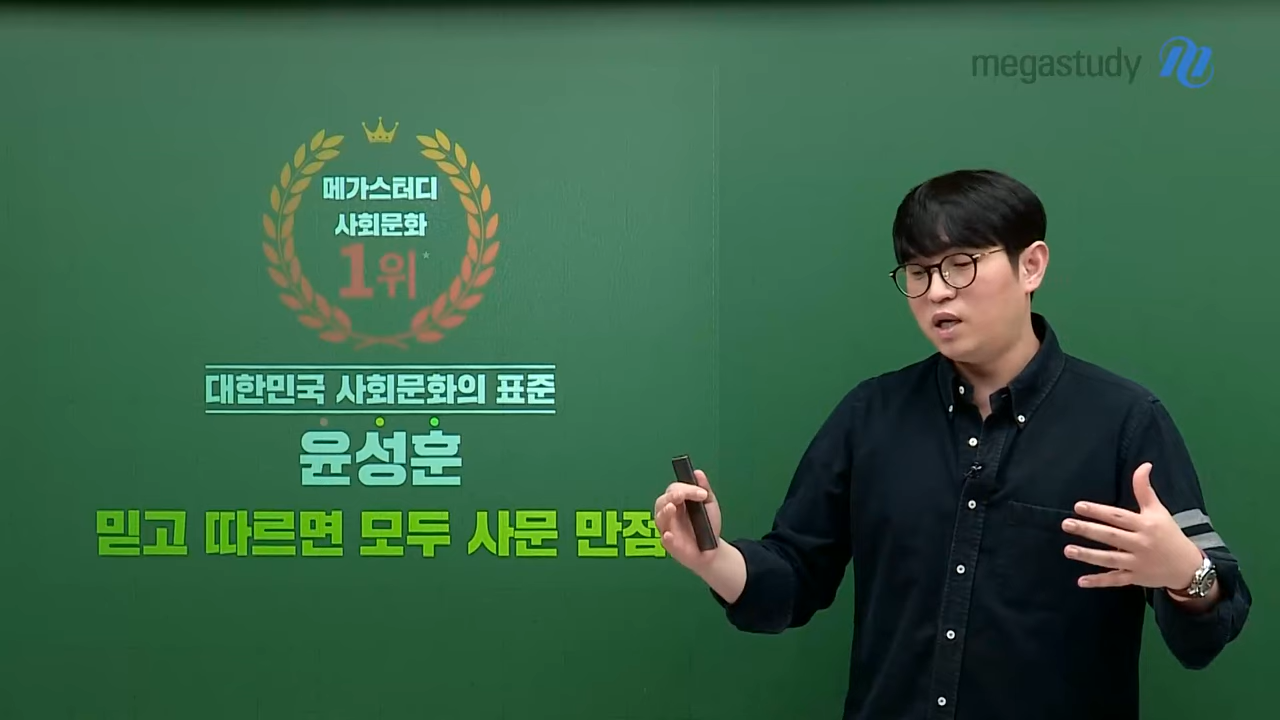 megastudy
메가스터디
사회문화
1위*
대한민국 사회문화의 표준
윤성훈
믿고 따르면 모두 사문 만점